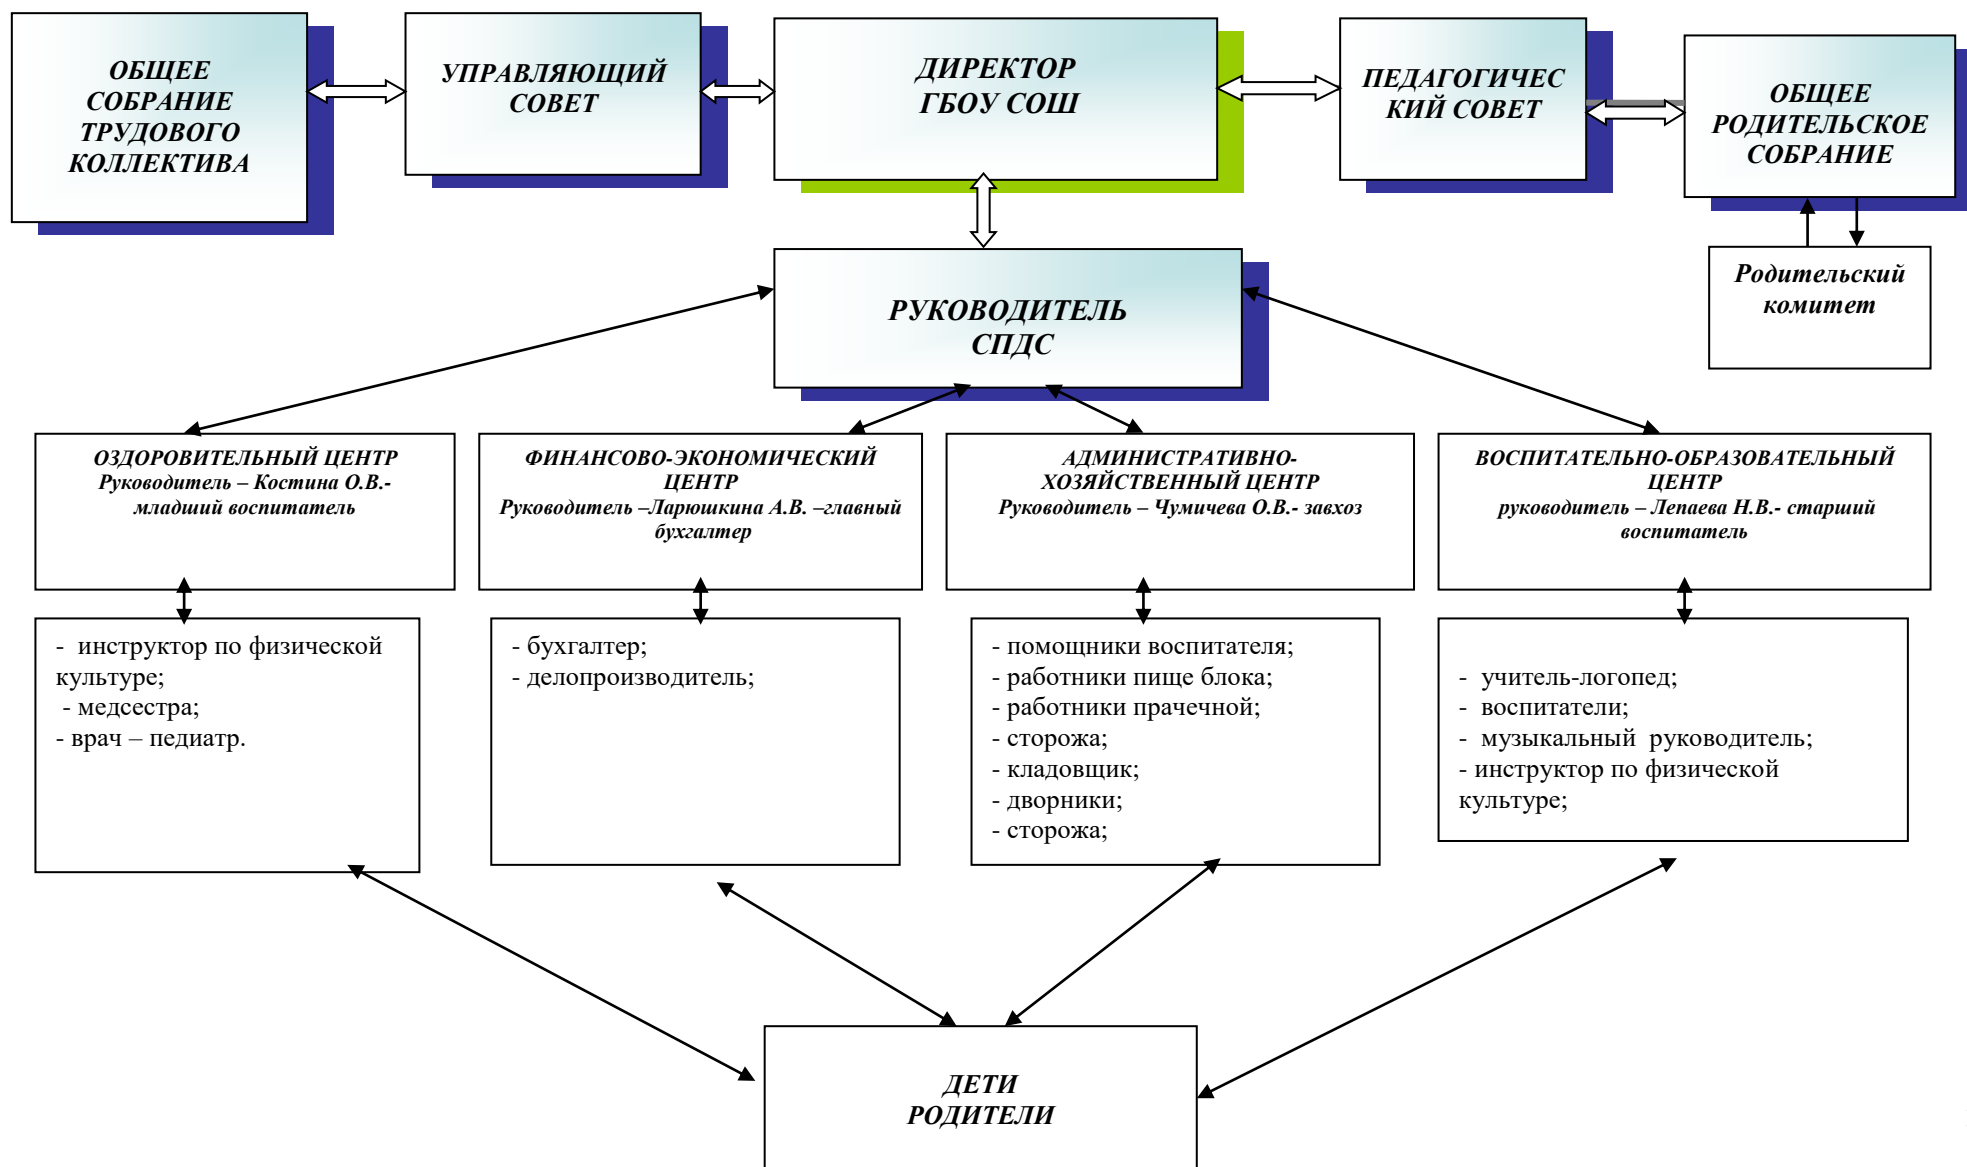 ОБЩЕЕ
СОБРАНИЕ
ТРУДОВОГО
КОЛЛЕКТИВА
УПРАВЛЯЮЩИЙ
СОВЕТ
ДИРЕКТОР
ГБОУ СОШ
ПЕДАГОГИЧЕС
КИЙ СОВЕТ
ОБЩЕЕ
РОДИТЕЛЬСКОЕ
СОБРАНИЕ
Родительский
комитет
РУКОВОДИТЕЛЬ
СПДС
ОЗДОРОВИТЕЛЬНЫЙ ЦЕНТР
Руководитель – Костина О.В.-
младший воспитатель
ФИНАНСОВО-ЭКОНОМИЧЕСКИЙ
ЦЕНТР
Руководитель –Ларюшкина А.В. –главный
бухгалтер
АДМИНИСТРАТИВНО-
ХОЗЯЙСТВЕННЫЙ ЦЕНТР
Руководитель – Чумичева О.В.- завхоз
ВОСПИТАТЕЛЬНО-ОБРАЗОВАТЕЛЬНЫЙ
ЦЕНТР
руководитель – Лепаева Н.В.- старший
воспитатель
- инструктор по физической
культуре;
- медсестра;
- врач – педиатр.
- бухгалтер;
- делопроизводитель;
- помощники воспитателя;
- работники пище блока;
- работники прачечной;
- сторожа;
- кладовщик;
- дворники;
- сторожа;
- учитель-логопед;
- воспитатели;
- музыкальный руководитель;
- инструктор по физической
культуре;
ДЕТИ
РОДИТЕЛИ